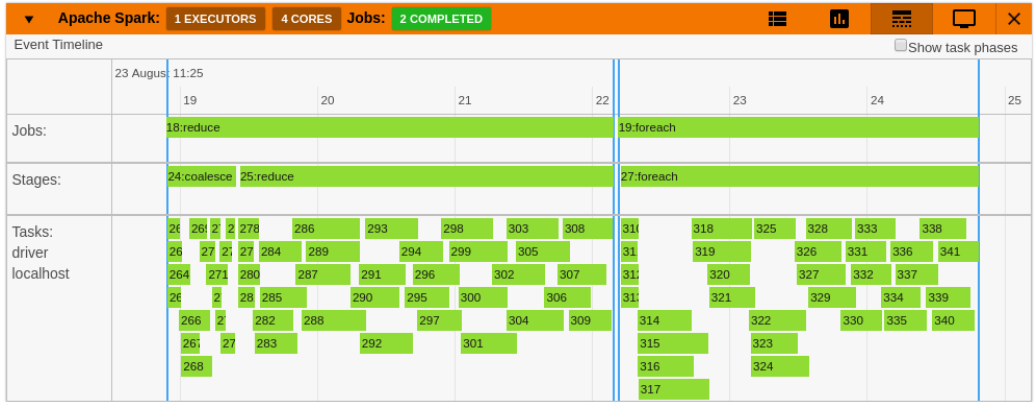 ▼ Apache Spark: 1 EXECUTORS 4 CORES Jobs: 2 COMPLETED
Event Timeline Show task phases
23 August 11:25
19 20 21 22 23 24 25
Jobs: 18:reduce 19:foreach
Stages: 24:coalesce 25:reduce 27:foreach
Tasks:
driver
localhost
278 286 293 298 303 308 318 325 328 333 338
284 289 294 299 305 319 326 331 336 341
264 271 280 287 291 296 302 307 320 327 332 337
285 290 295 300 306 321 329 334 339
266 282 288 297 304 309 314 322 330 335 340
283 292 301 315 323
268 316 324
317